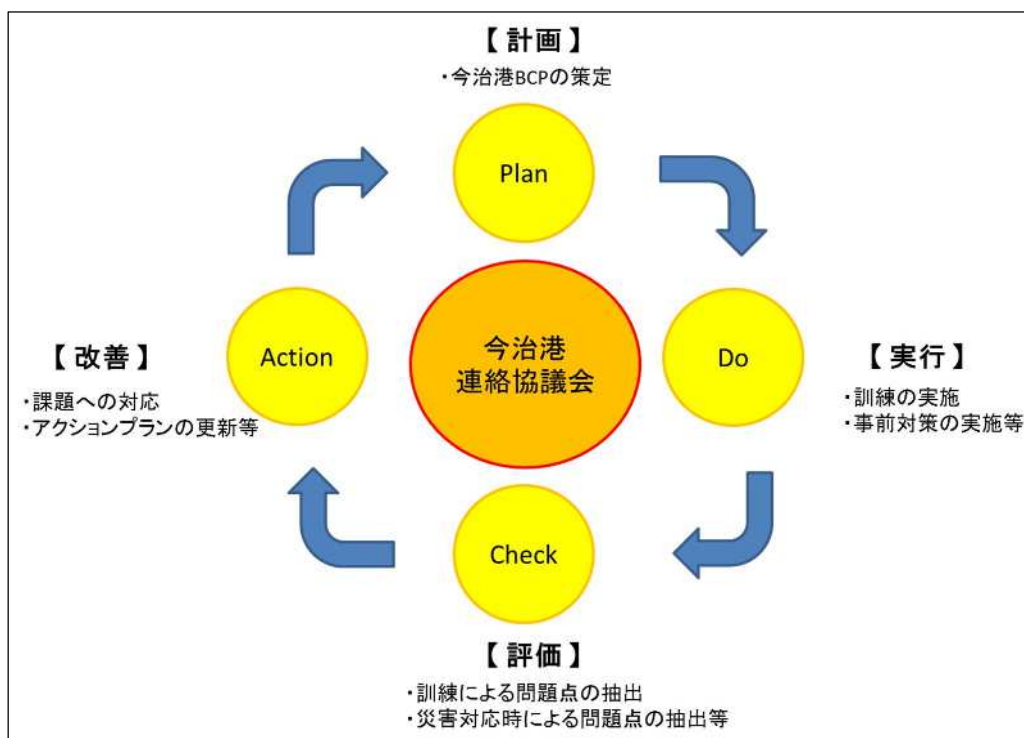 【 計画 】
・今治港BCPの策定
Plan
【 改善 】
・課題への対応
・アクションプランの更新等
Action
今治港
連絡協議会
Do
【 実行 】
・訓練の実施
・事前対策の実施等
Check
【 評価 】
・訓練による問題点の抽出
・災害対応時による問題点の抽出等